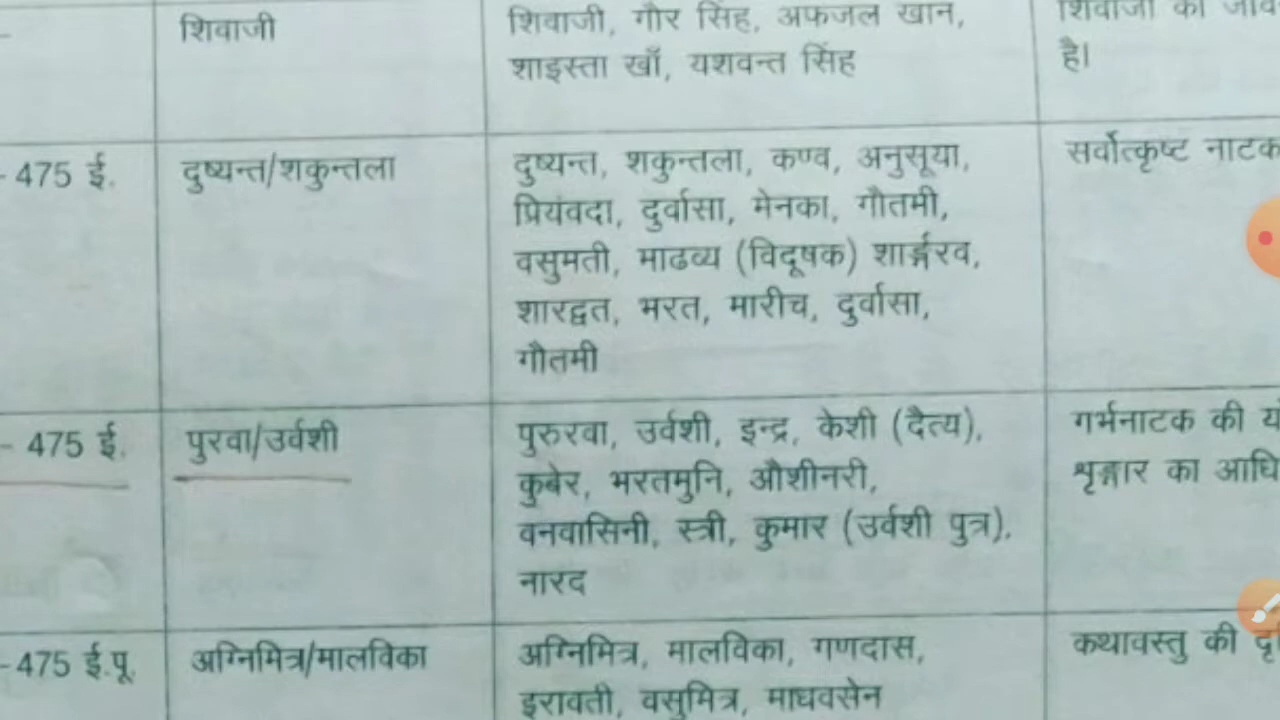 शिवाजी
शिवाजी, गौर सिंह, अफजल खान,
शाइस्ता खाँ, यशवन्त सिंह
शिवाजी की
है।
- 475 ई.
दुष्यन्त/शकुन्तला
दुष्यन्त, शकुन्तला, कण्व, अनुसूया,
प्रियंवदा, दुर्वासा, मेनका, गौतमी,
वसुमती, माढव्य (विदूषक) शार्ङ्गरव,
शारद्वत, भरत, मारीच, दुर्वासा,
गौतमी
सर्वोत्कृष्ट नाटक
- 475 ई.
पुरवा/उर्वशी
पुरुरवा, उर्वशी, इन्द्र, केशी (दैत्य),
कुबेर, भरतमुनि, औशीनरी,
वनवासिनी, स्त्री, कुमार (उर्वशी पुत्र),
नारद
गर्भनाटक की
शृङ्गार का
-475 ई.पू.
अग्निमित्र/मालविका
अग्निमित्र, मालविका, गणदास,
इरावती, वसुमित्र, माघवसेन
कथावस्तु की